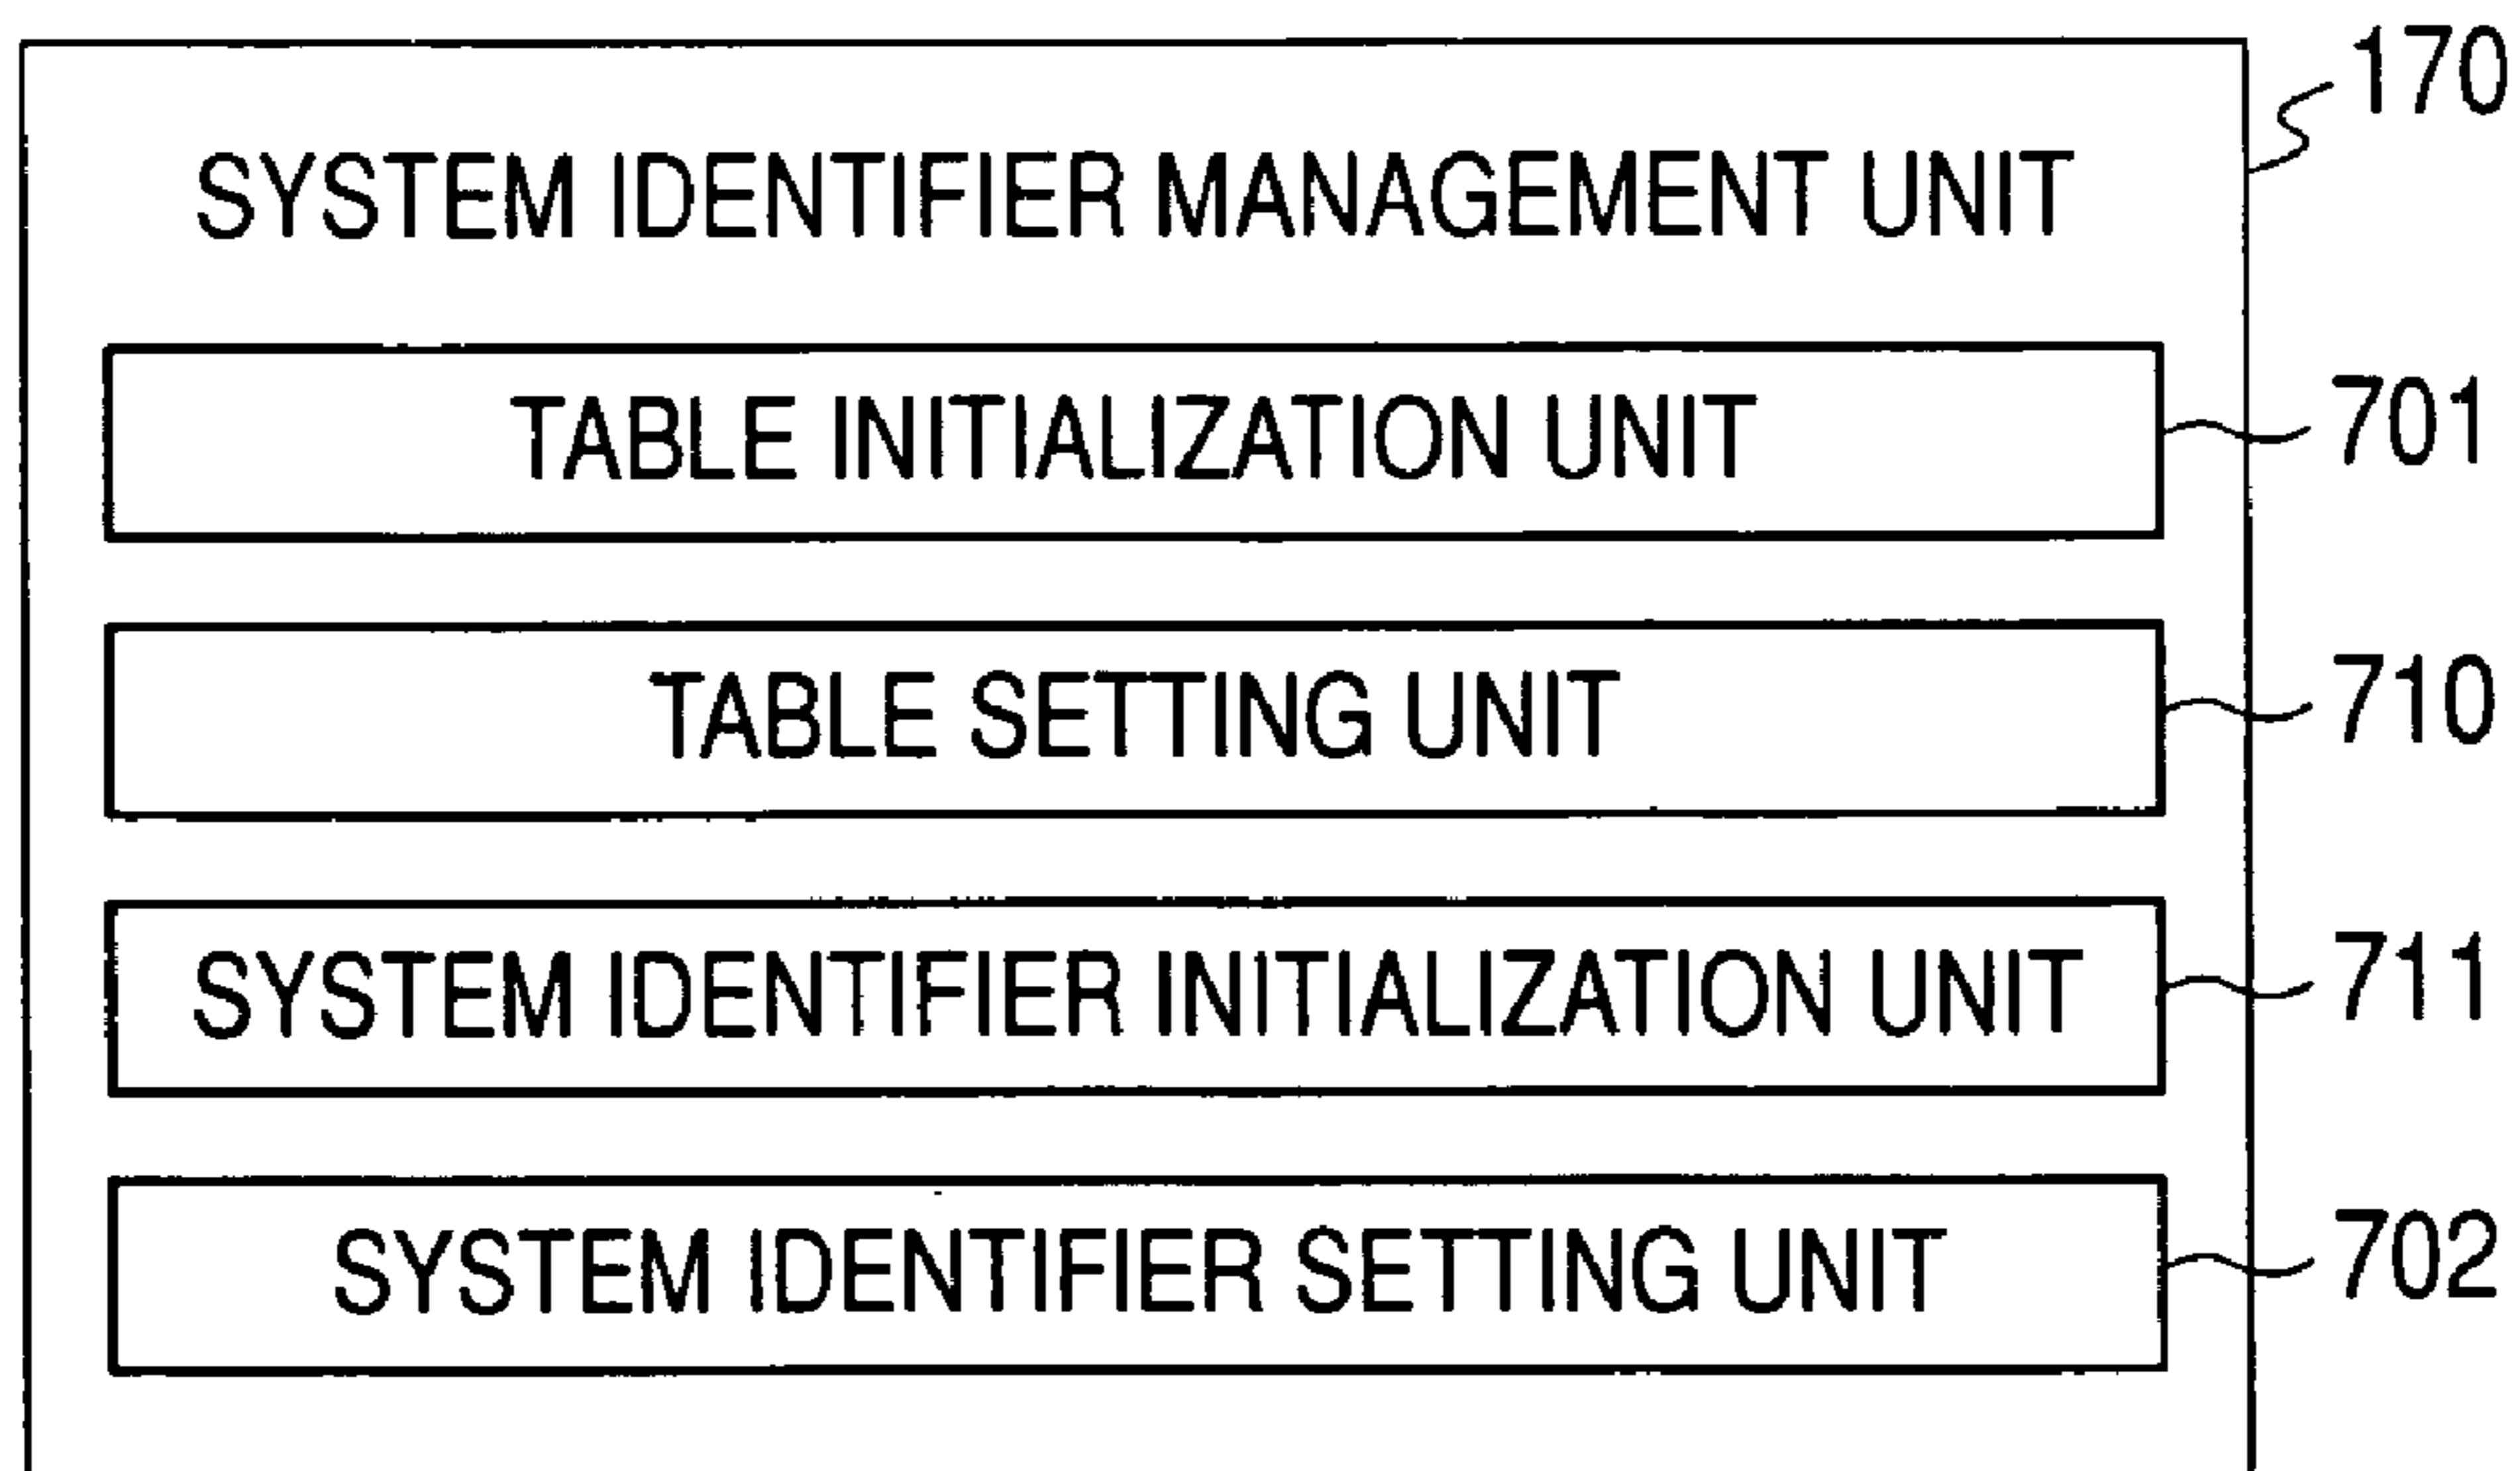 170
SYSTEM IDENTIFIER MANAGEMENT UNIT
TABLE INITIALIZATION UNIT 701
TABLE SETTING UNIT 710
SYSTEM IDENTIFIER INITIALIZATION UNIT 711
SYSTEM IDENTIFIER SETTING UNIT 702